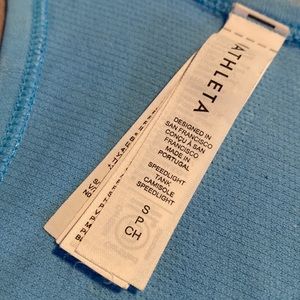 ATHLETA
DESIGNED IN
SAN FRANCISCO
CONÇU À SAN
FRANCISCO
MADE IN
PORTUGAL
SPEEDLIGHT
TANK
CAMISOLE
SPEEDLIGHT
S
P
CH